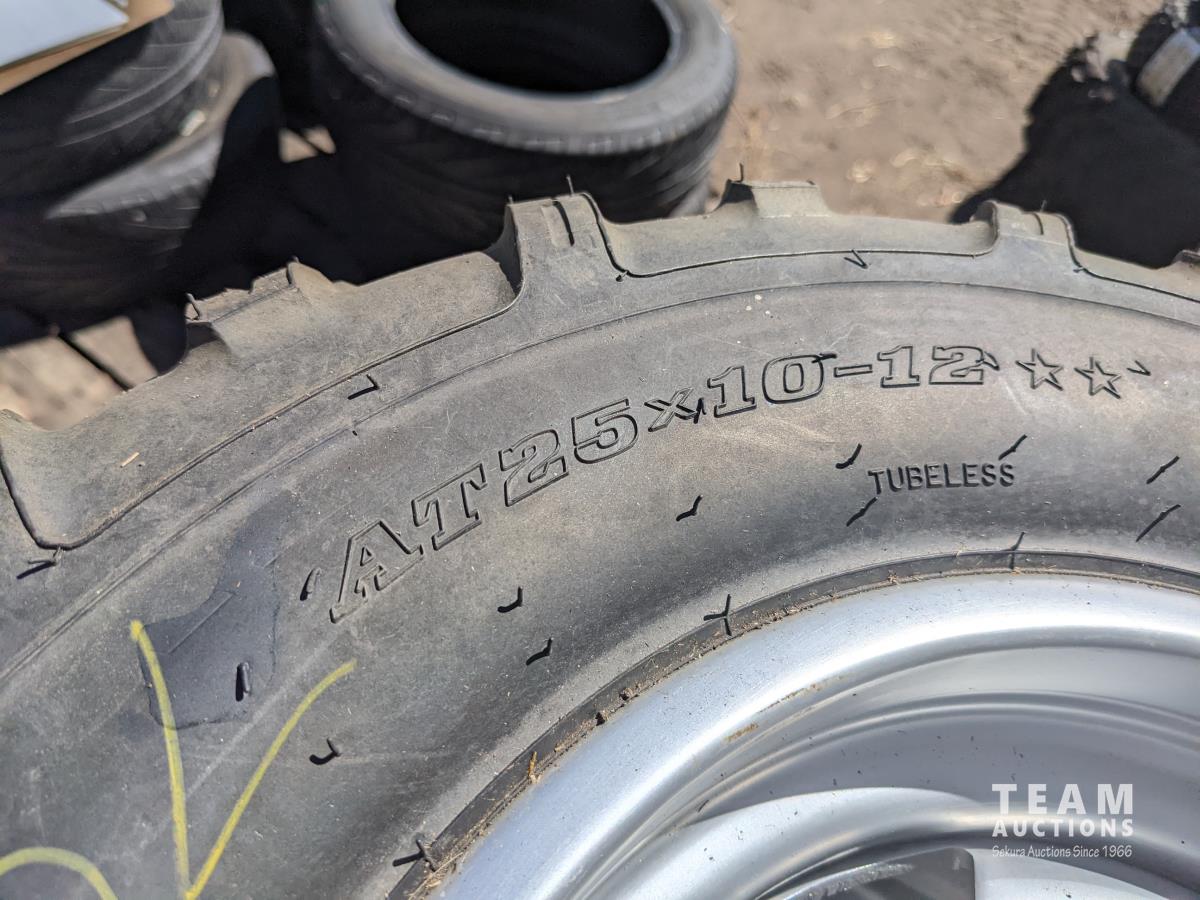 AT25x10-12 ☆☆
TUBELESS
TEAM
AUCTIONS
Sekura Auctions Since 1966